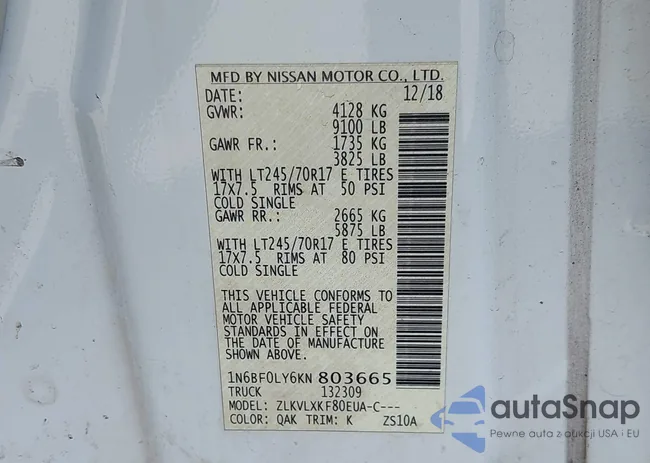 MFD BY NISSAN MOTOR CO., LTD.
DATE: 12/18
GVWR: 4128 KG
9100 LB
GAWR FR.: 1735 KG
3825 LB
WITH LT245/70R17 E TIRES
17X7.5 RIMS AT 50 PSI
COLD SINGLE
GAWR RR.: 2665 KG
5875 LB
WITH LT245/70R17 E TIRES
17X7.5 RIMS AT 80 PSI
COLD SINGLE
THIS VEHICLE CONFORMS TO
ALL APPLICABLE FEDERAL
MOTOR VEHICLE SAFETY
STANDARDS IN EFFECT ON
THE DATE OF MANUFACTURE
SHOWN ABOVE.
1N6BF0LY6KN 803665
TRUCK 132309
MODEL: ZLKVLXKF80EUA-C---
COLOR: QAK TRIM: K ZS10A
autoSnap
Pewne auta z aukcji USA i EU